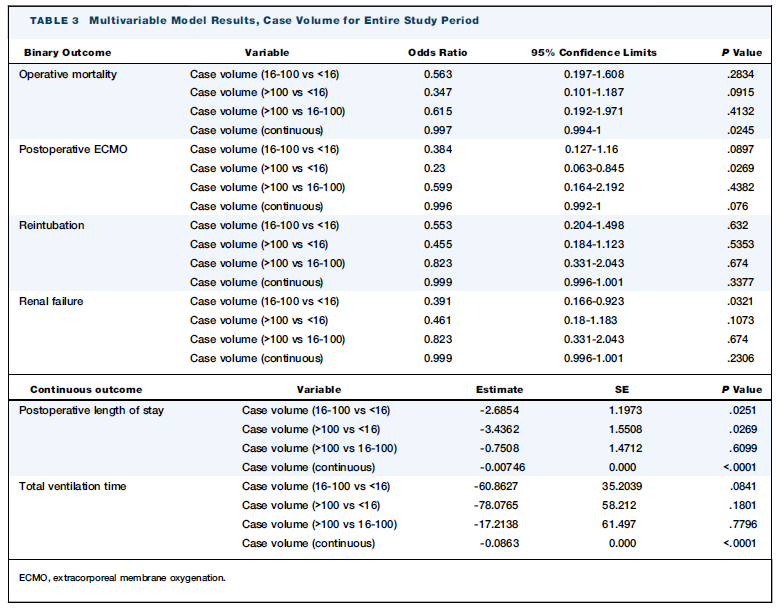 TABLE 3 Multivariable Model Results, Case Volume for Entire Study Period
Binary Outcome Variable Odds Ratio 95% Confidence Limits P Value
Operative mortality Case volume (16-100 vs <16) 0.563 0.197-1.608 .2834
Case volume (>100 vs <16) 0.347 0.101-1.187 .0915
Case volume (>100 vs 16-100) 0.615 0.192-1.971 .4132
Case volume (continuous) 0.997 0.994-1 .0245
Postoperative ECMO Case volume (16-100 vs <16) 0.384 0.127-1.16 .0897
Case volume (>100 vs <16) 0.23 0.063-0.845 .0269
Case volume (>100 vs 16-100) 0.599 0.164-2.192 .4382
Case volume (continuous) 0.996 0.992-1 .076
Reintubation Case volume (16-100 vs <16) 0.553 0.204-1.498 .632
Case volume (>100 vs <16) 0.455 0.184-1.123 .5353
Case volume (>100 vs 16-100) 0.823 0.331-2.043 .674
Case volume (continuous) 0.999 0.996-1.001 .3377
Renal failure Case volume (16-100 vs <16) 0.391 0.166-0.923 .0321
Case volume (>100 vs <16) 0.461 0.18-1.183 .1073
Case volume (>100 vs 16-100) 0.823 0.331-2.043 .674
Case volume (continuous) 0.999 0.996-1.001 .2306
Continuous outcome Variable Estimate SE P Value
Postoperative length of stay Case volume (16-100 vs <16) -2.6854 1.1973 .0251
Case volume (>100 vs <16) -3.4362 1.5508 .0269
Case volume (>100 vs 16-100) -0.7508 1.4712 .6099
Case volume (continuous) -0.00746 0.000 <.0001
Total ventilation time Case volume (16-100 vs <16) -60.8627 35.2039 .0841
Case volume (>100 vs <16) -78.0765 58.212 .1801
Case volume (>100 vs 16-100) -17.2138 61.497 .7796
Case volume (continuous) -0.0863 0.000 <.0001
ECMO, extracorporeal membrane oxygenation.